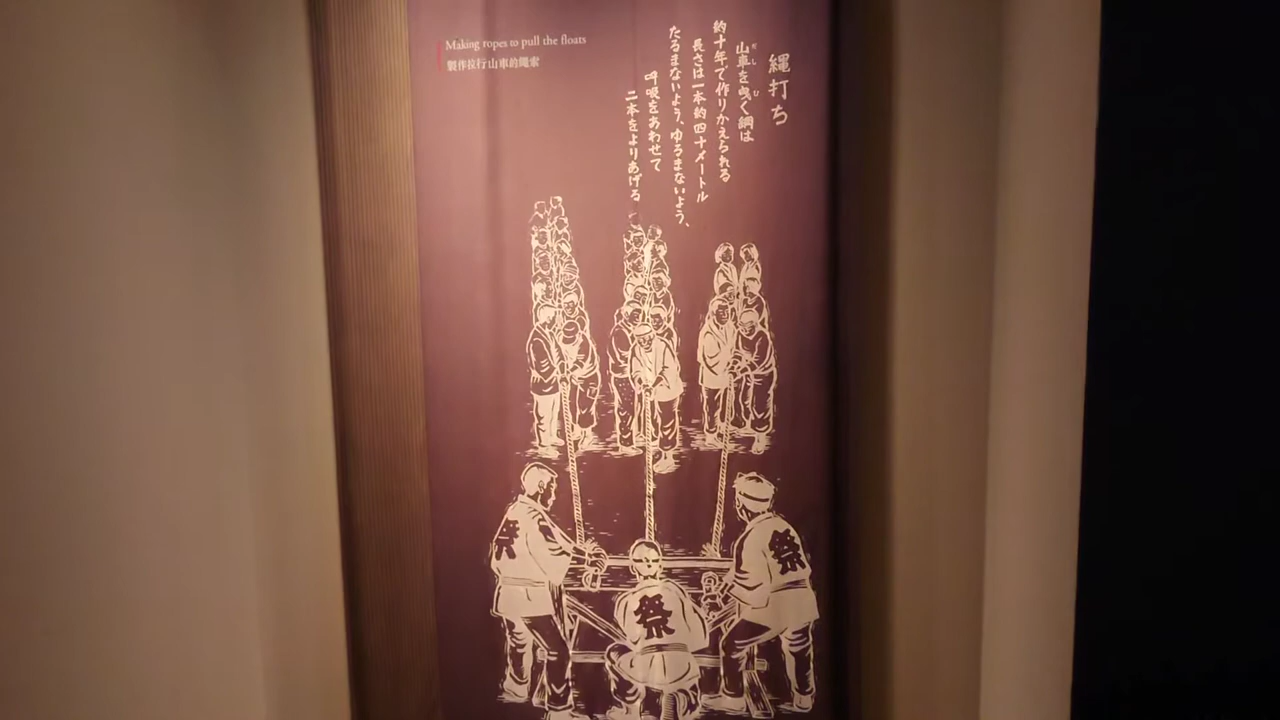 Making ropes to pull the floats
製作拉行山車的繩索
縄打ち
山車を曳く綱は
だし
ひ
約十年で作りかえられる
長さは一本約四十メートル
たるまないよう、ゆるまないよう、
呼吸をあわせて
二本をよりあげる
祭
祭
祭